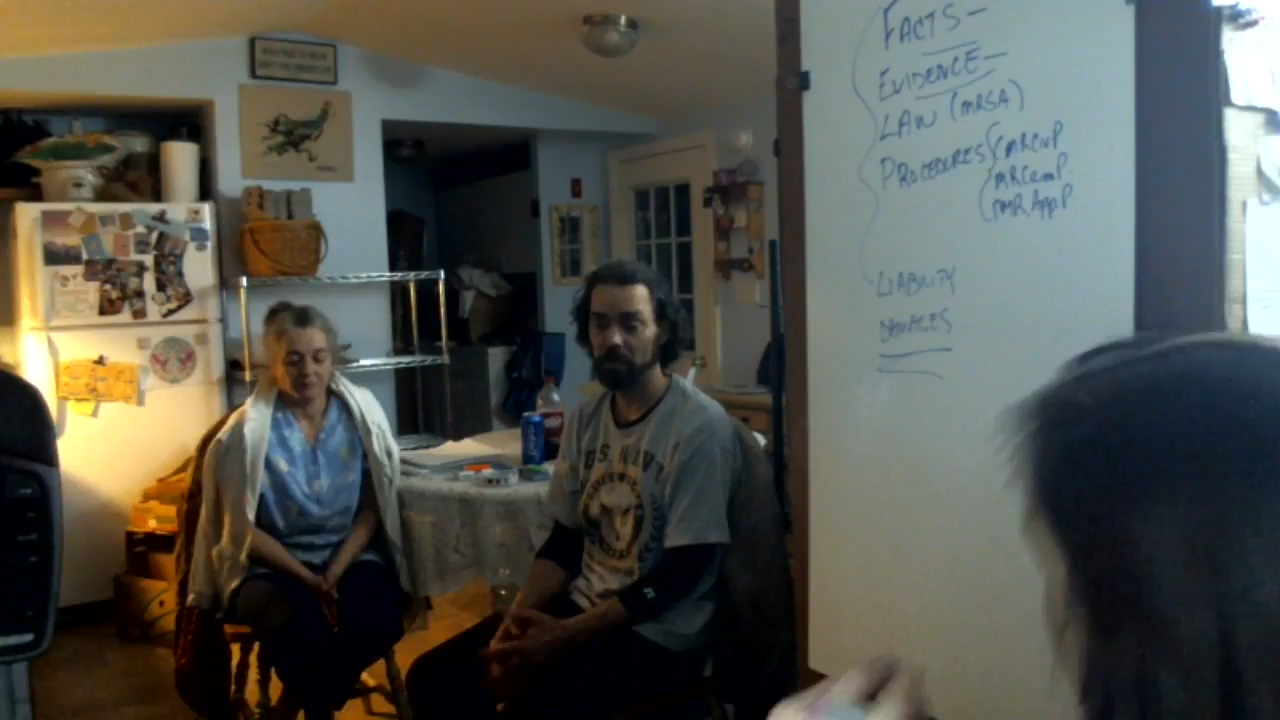 FACTS—
EVIDENCE—
LAW (MRSA)
PROCEDURES { MRCivP
MRCrimP.
MR App.P
LIABILITY
DAMAGES
U.S. NAVY